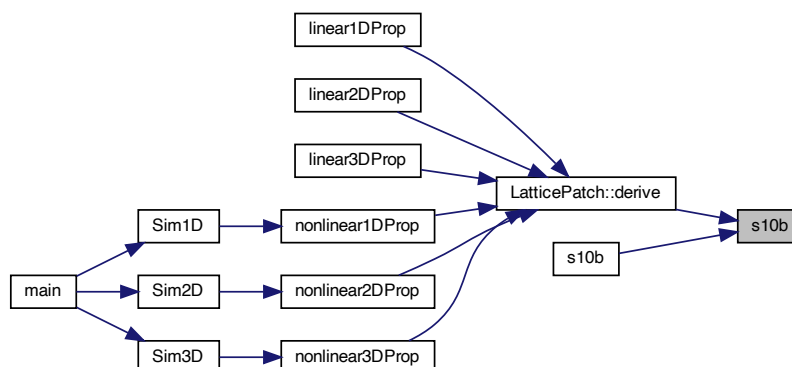 linear1DProp
linear2DProp
linear3DProp
LatticePatch::derive
Sim1D
nonlinear1DProp
s10b
s10b
main
Sim2D
nonlinear2DProp
Sim3D
nonlinear3DProp